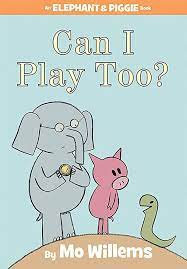 An ELEPHANT & PIGGIE Book
Can I
Play Too?
By Mo Willems